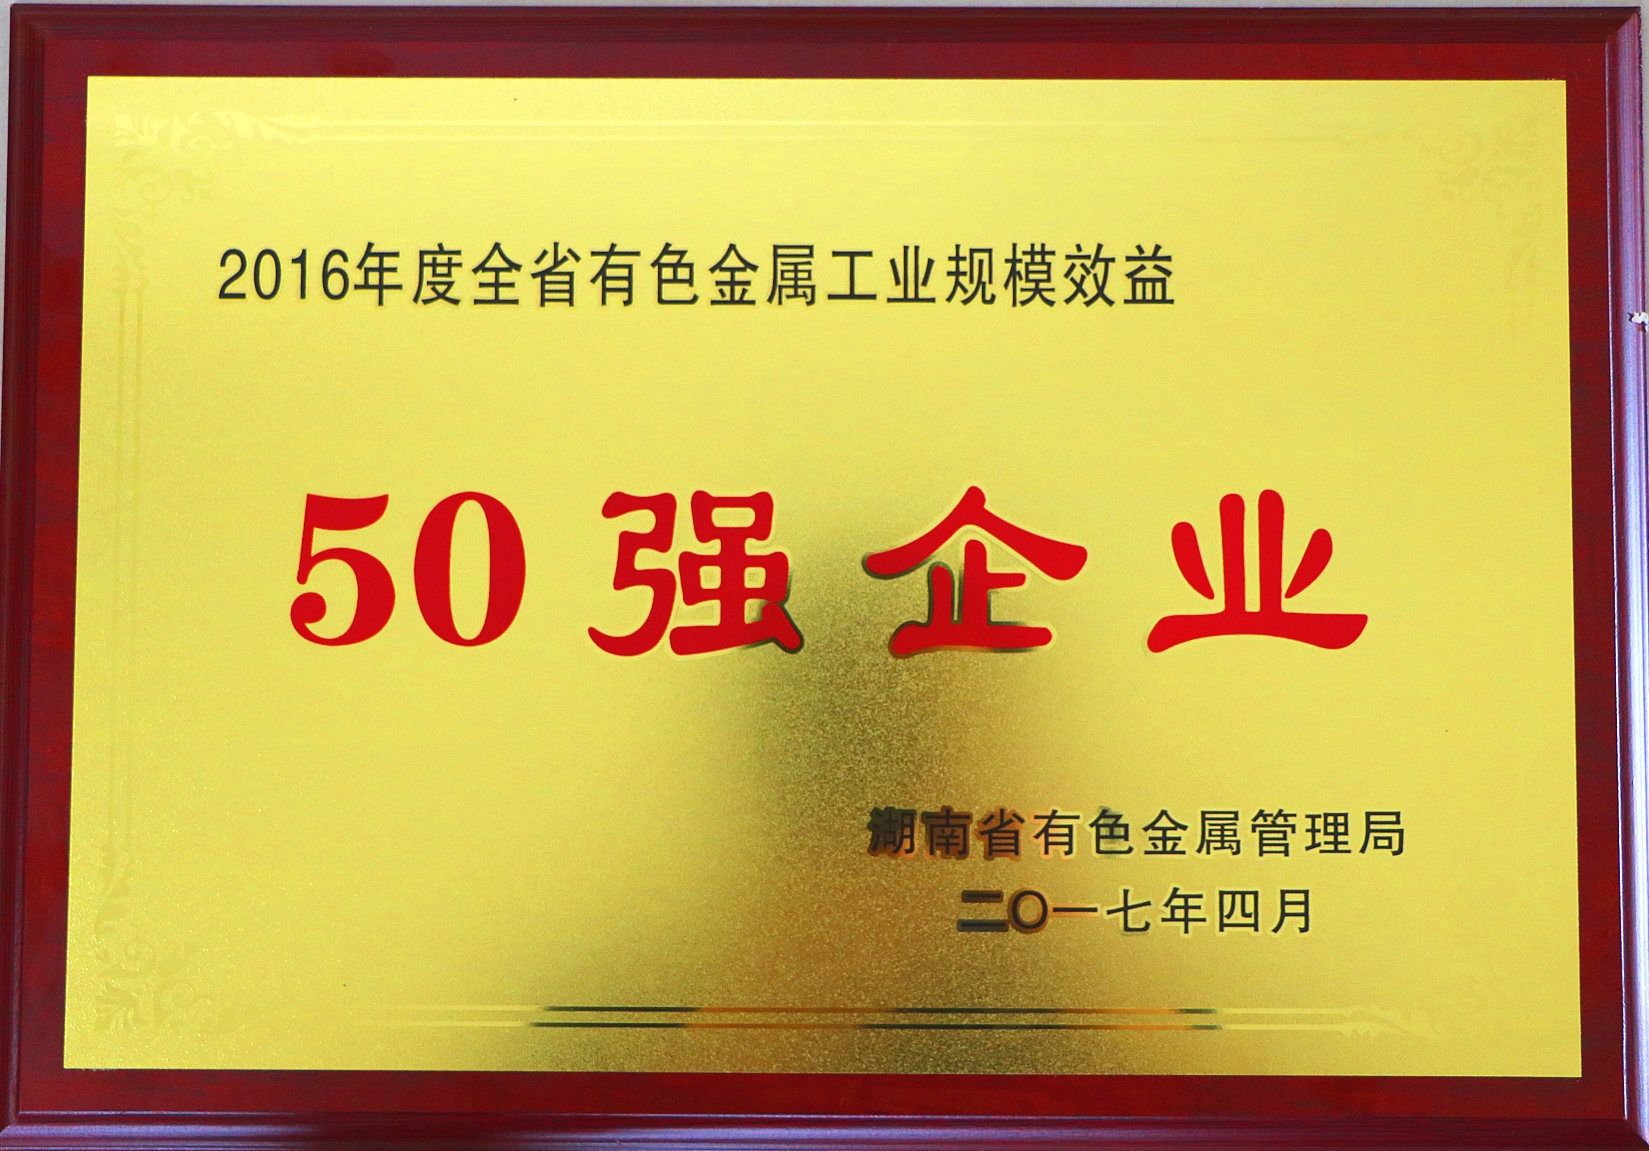 2016年度全省有色金属工业规模效益
50强企业
湖南省有色金属管理局
二〇一七年四月